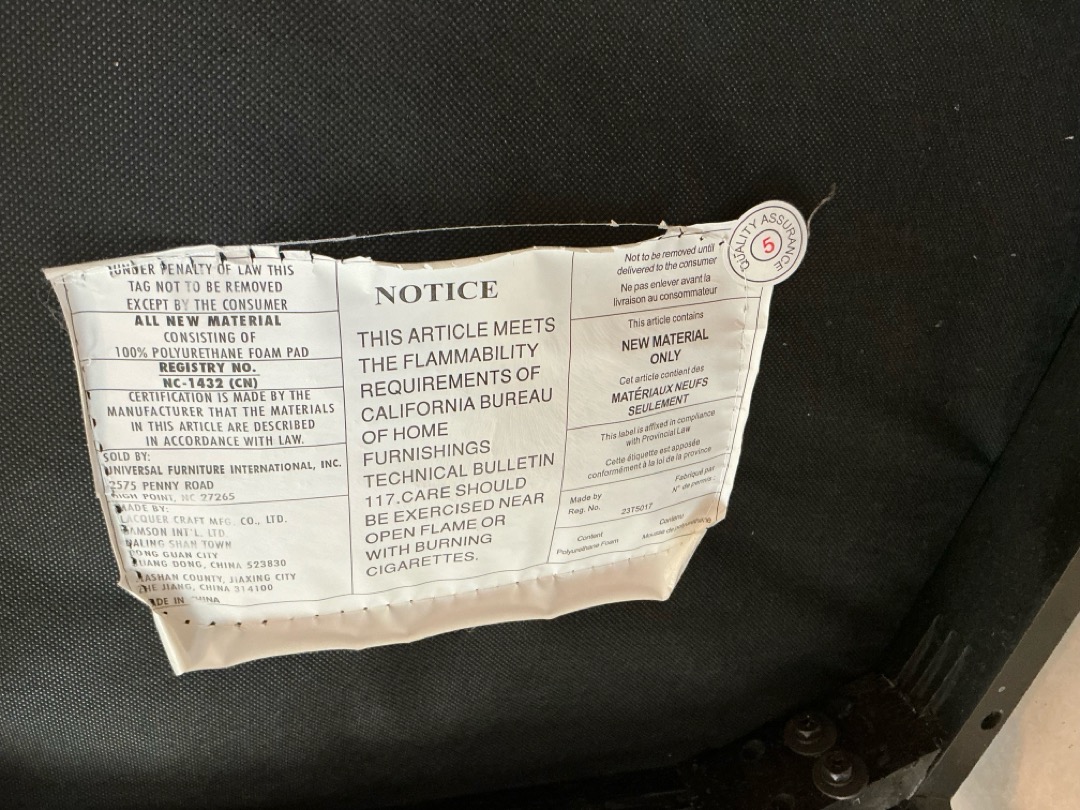 UNDER PENALTY OF LAW THIS
TAG NOT TO BE REMOVED
EXCEPT BY THE CONSUMER
ALL NEW MATERIAL
CONSISTING OF
100% POLYURETHANE FOAM PAD
REGISTRY NO.
NC-1432 (CN)
CERTIFICATION IS MADE BY THE
MANUFACTURER THAT THE MATERIALS
IN THIS ARTICLE ARE DESCRIBED
IN ACCORDANCE WITH LAW.
SOLD BY:
UNIVERSAL FURNITURE INTERNATIONAL, INC.
2575 PENNY ROAD
HIGH POINT, NC 27265
MADE BY:
LACQUER CRAFT MFG. CO., LTD.
INT'L. LTD.
SHAN TOWN
DONG GUAN CITY
DONG, CHINA 523830
COUNTY, JIAXING CITY
JIANG, CHINA 314100
MADE IN CHINA
NOTICE
THIS ARTICLE MEETS
THE FLAMMABILITY
REQUIREMENTS OF
CALIFORNIA BUREAU
OF HOME
FURNISHINGS
TECHNICAL BULLETIN
117.CARE SHOULD
BE EXERCISED NEAR
OPEN FLAME OR
WITH BURNING
CIGARETTES.
Not to be removed until
delivered to the consumer
Ne pas enlever avant la
livraison au consommateur
This article contains
NEW MATERIAL
ONLY
Cet article contient des
MATÉRIAUX NEUFS
SEULEMENT
This label is affixed in compliance
with Provincial Law
Cette étiquette est apposée
conformément à la loi de la province
Made by
Reg. No.
23TS017
Fabriqué par
N° de permis
Content
Polyurethane Foam
Contenu
Mousse de polyuréthane
QUALITY ASSURANCE
5